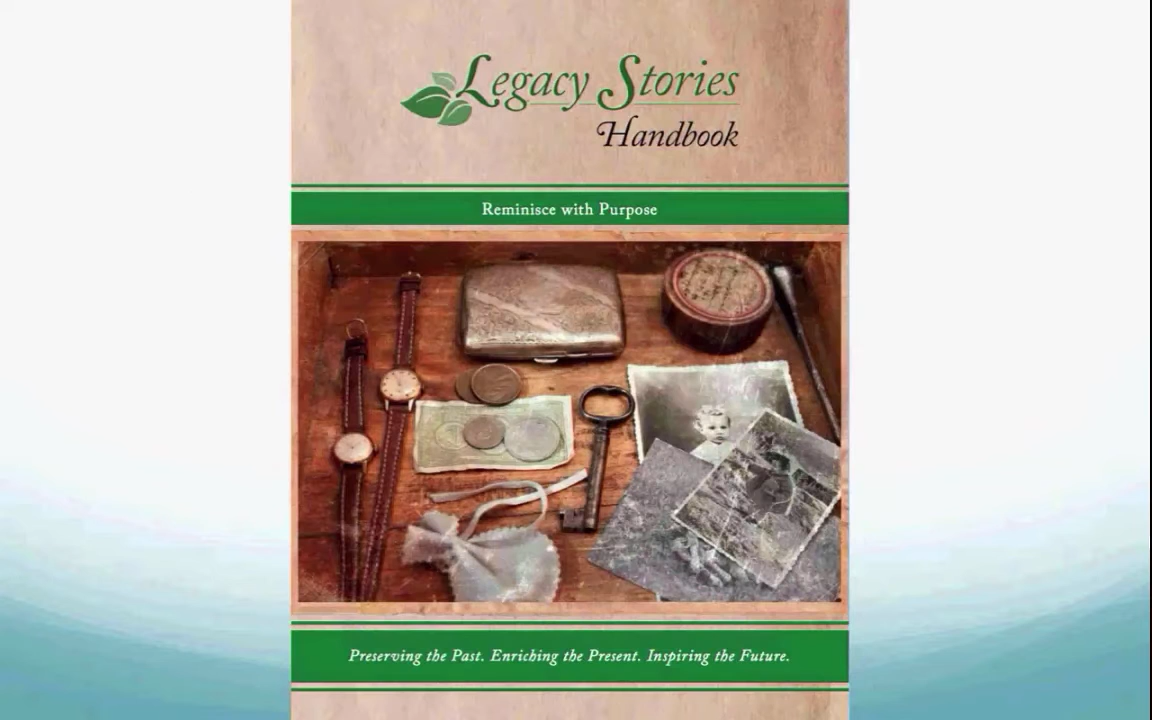 Legacy Stories
Handbook
Reminisce with Purpose
Preserving the Past. Enriching the Present. Inspiring the Future.